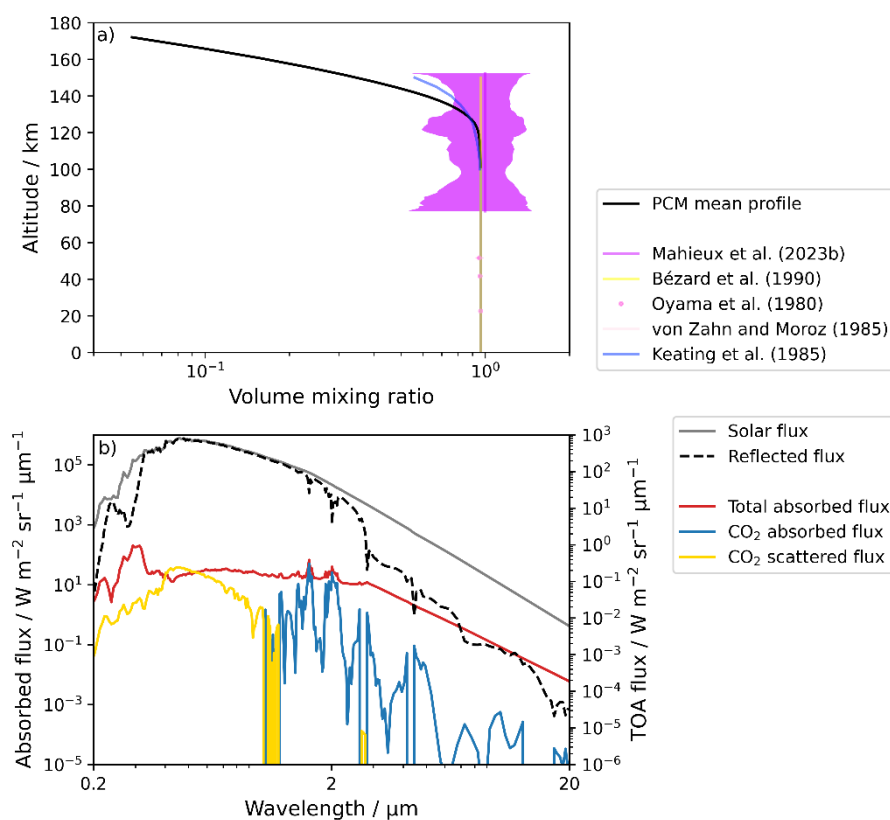 a)
180
160
140
120
100
80
60
40
20
0
Altitude / km
10⁻¹
10⁰
Volume mixing ratio
PCM mean profile
Mahieux et al. (2023b)
Bézard et al. (1990)
Oyama et al. (1980)
von Zahn and Moroz (1985)
Keating et al. (1985)
b)
10⁵
10³
10¹
10⁻¹
10⁻³
10⁻⁵
Absorbed flux / W m⁻² sr⁻¹ μm⁻¹
10³
10²
10¹
10⁰
10⁻¹
10⁻²
10⁻³
10⁻⁴
10⁻⁵
10⁻⁶
TOA flux / W m⁻² sr⁻¹ μm⁻¹
0.2
2
20
Wavelength / μm
Solar flux
Reflected flux
Total absorbed flux
CO₂ absorbed flux
CO₂ scattered flux